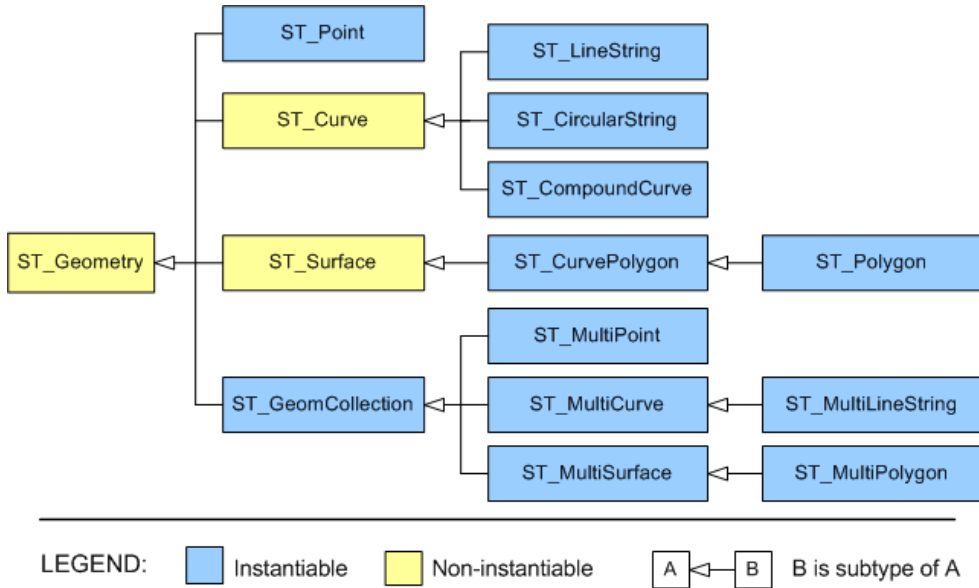 ST_Point
ST_LineString
ST_Curve
ST_CircularString
ST_CompoundCurve
ST_Geometry
ST_Surface
ST_CurvePolygon
ST_Polygon
ST_MultiPoint
ST_GeomCollection
ST_MultiCurve
ST_MultiLineString
ST_MultiSurface
ST_MultiPolygon
LEGEND:
Instantiable
Non-instantiable
A
B
B is subtype of A